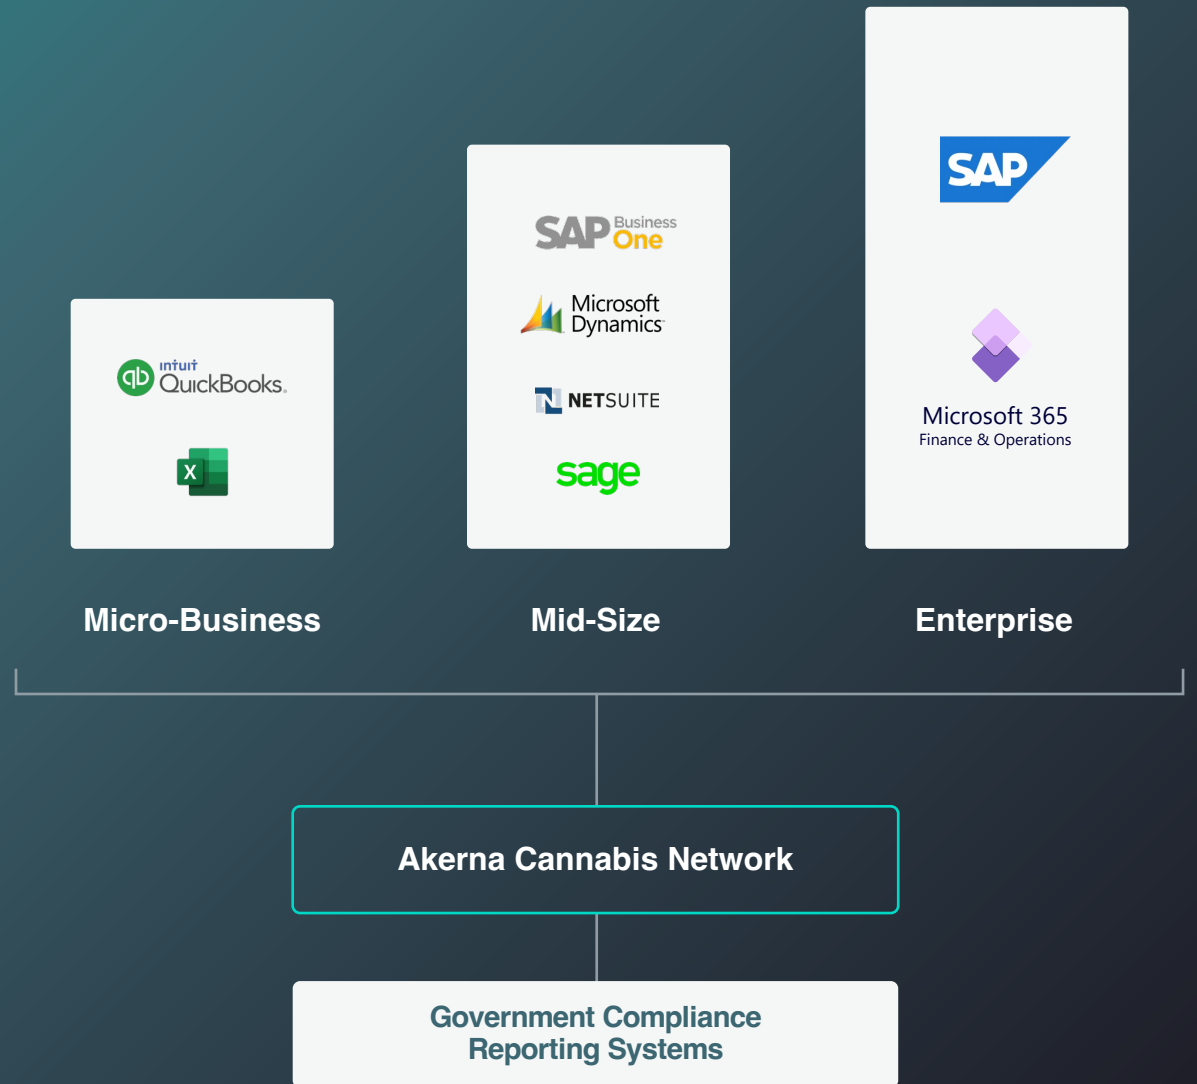 intuit
QuickBooks.
X
Micro-Business
SAP Business One
Microsoft
Dynamics
N NETSUITE
sage
Mid-Size
SAP
Microsoft 365
Finance & Operations
Enterprise
Akerna Cannabis Network
Government Compliance
Reporting Systems